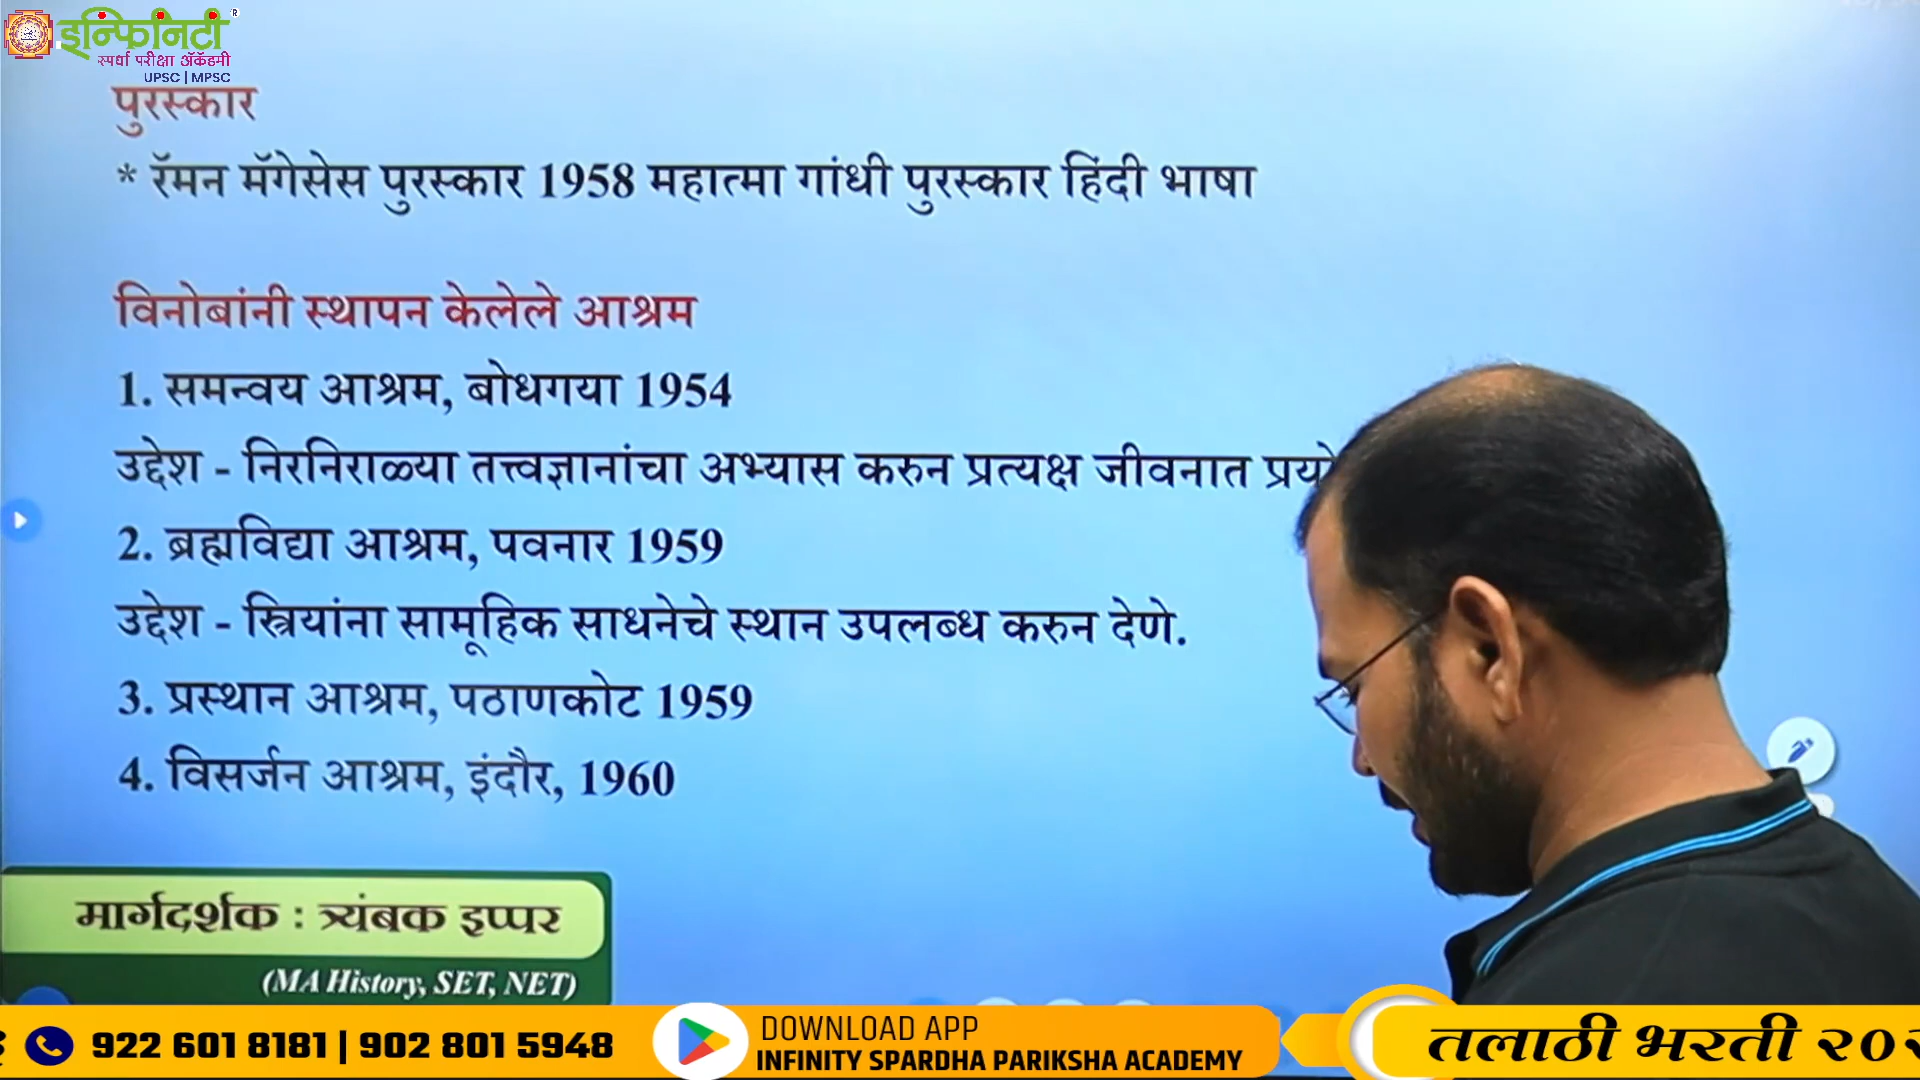 इन्फिनिटी
स्पर्धा परीक्षा ॲकॅडमी
UPSC | MPSC
पुरस्कार
* रॅमन मॅगेसेस पुरस्कार 1958 महात्मा गांधी पुरस्कार हिंदी भाषा
विनोबांनी स्थापन केलेले आश्रम
1. समन्वय आश्रम, बोधगया 1954
उद्देश - निरनिराळ्या तत्त्वज्ञानांचा अभ्यास करुन प्रत्यक्ष जीवनात
2. ब्रह्मविद्या आश्रम, पवनार 1959
उद्देश - स्त्रियांना सामूहिक साधनेचे स्थान उपलब्ध करुन देणे.
3. प्रस्थान आश्रम, पठाणकोट 1959
4. विसर्जन आश्रम, इंदौर, 1960
मार्गदर्शक : त्र्यंबक इप्पर
(MA History, SET, NET)
922 601 8181 | 902 801 5948
DOWNLOAD APP
INFINITY SPARDHA PARIKSHA ACADEMY
तलाठी भरती